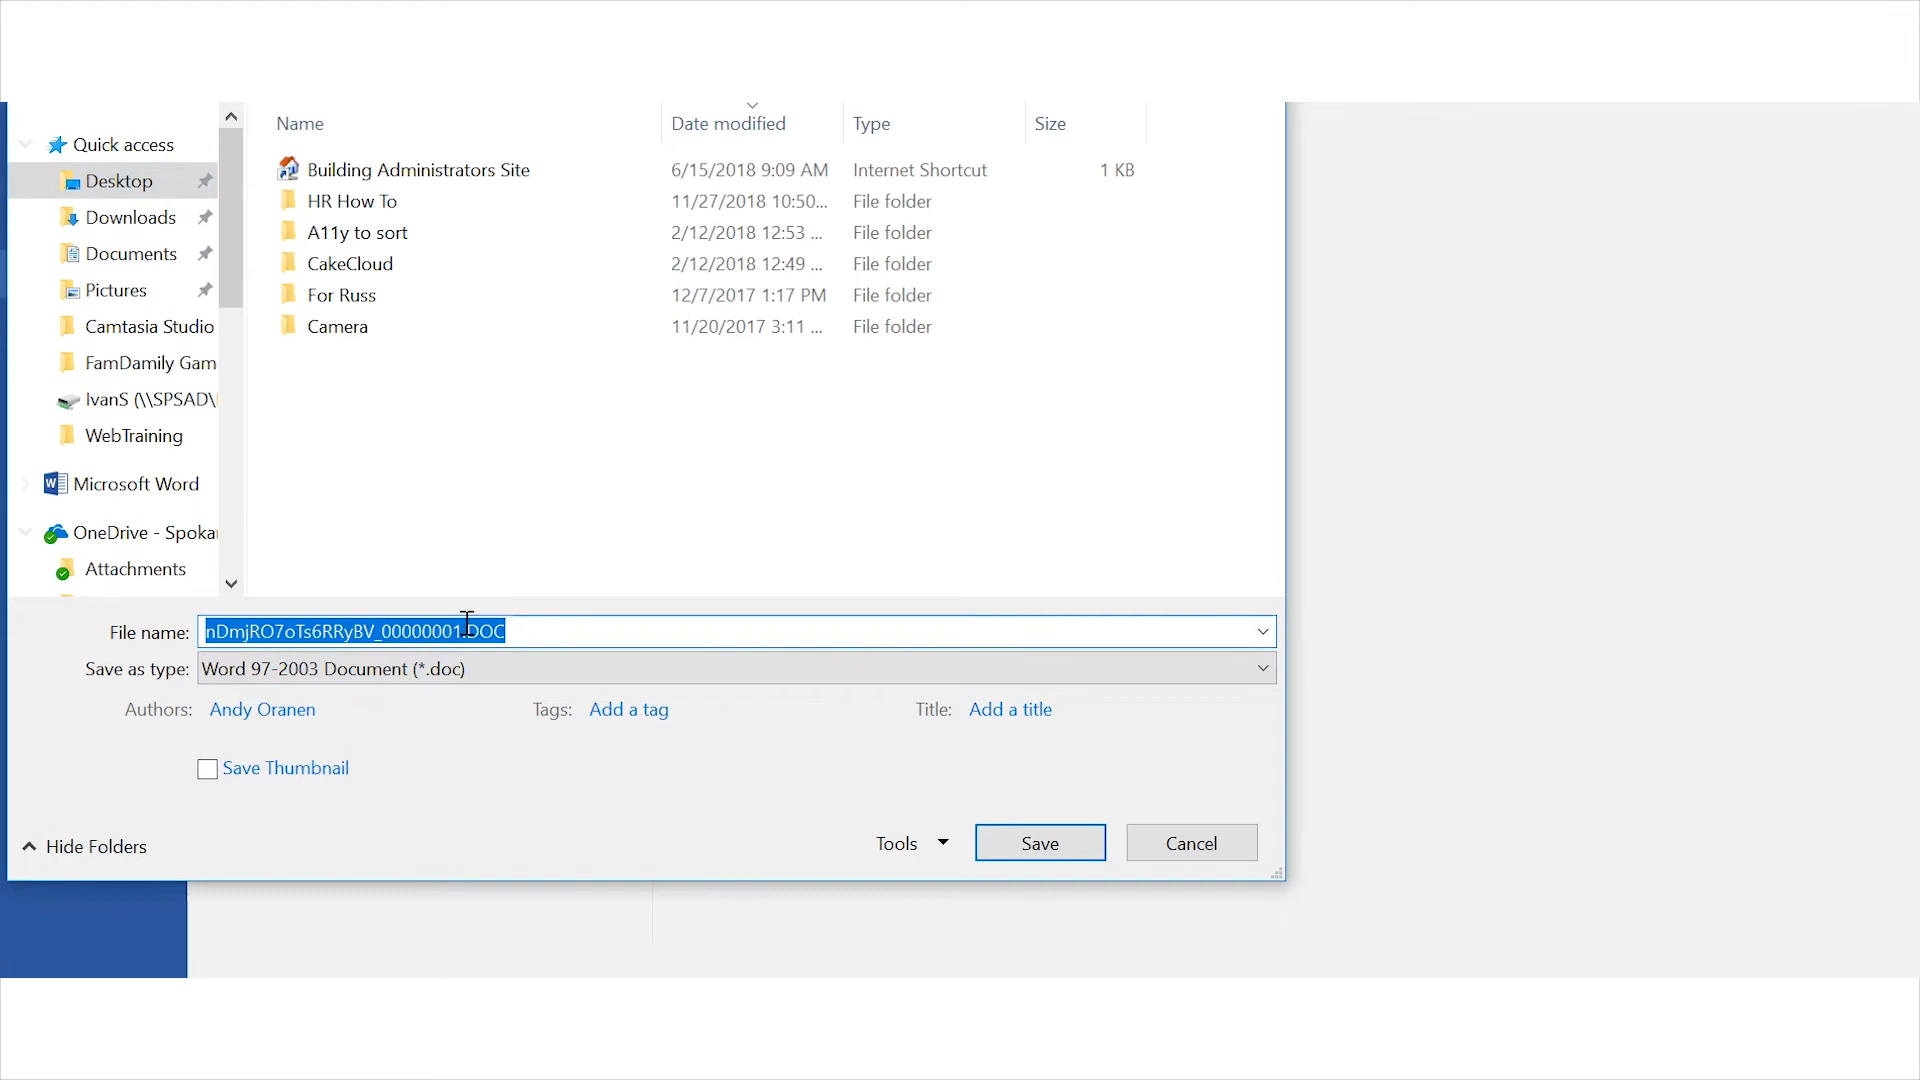 Name Date modified Type Size
Quick access
Desktop
Downloads
Documents
Pictures
Camtasia Studio
FamDamily Gam
IvanS (\\SPSAD\I
WebTraining
Microsoft Word
OneDrive - Spokan
Attachments
Building Administrators Site 6/15/2018 9:09 AM Internet Shortcut 1 KB
HR How To 11/27/2018 10:50... File folder
A11y to sort 2/12/2018 12:53 ... File folder
CakeCloud 2/12/2018 12:49 ... File folder
For Russ 12/7/2017 1:17 PM File folder
Camera 11/20/2017 3:11 ... File folder
File name: nDmjRO7oTs6RRyBV_00000001.DOC
Save as type: Word 97-2003 Document (*.doc)
Authors: Andy Oranen Tags: Add a tag Title: Add a title
Save Thumbnail
Hide Folders Tools Save Cancel